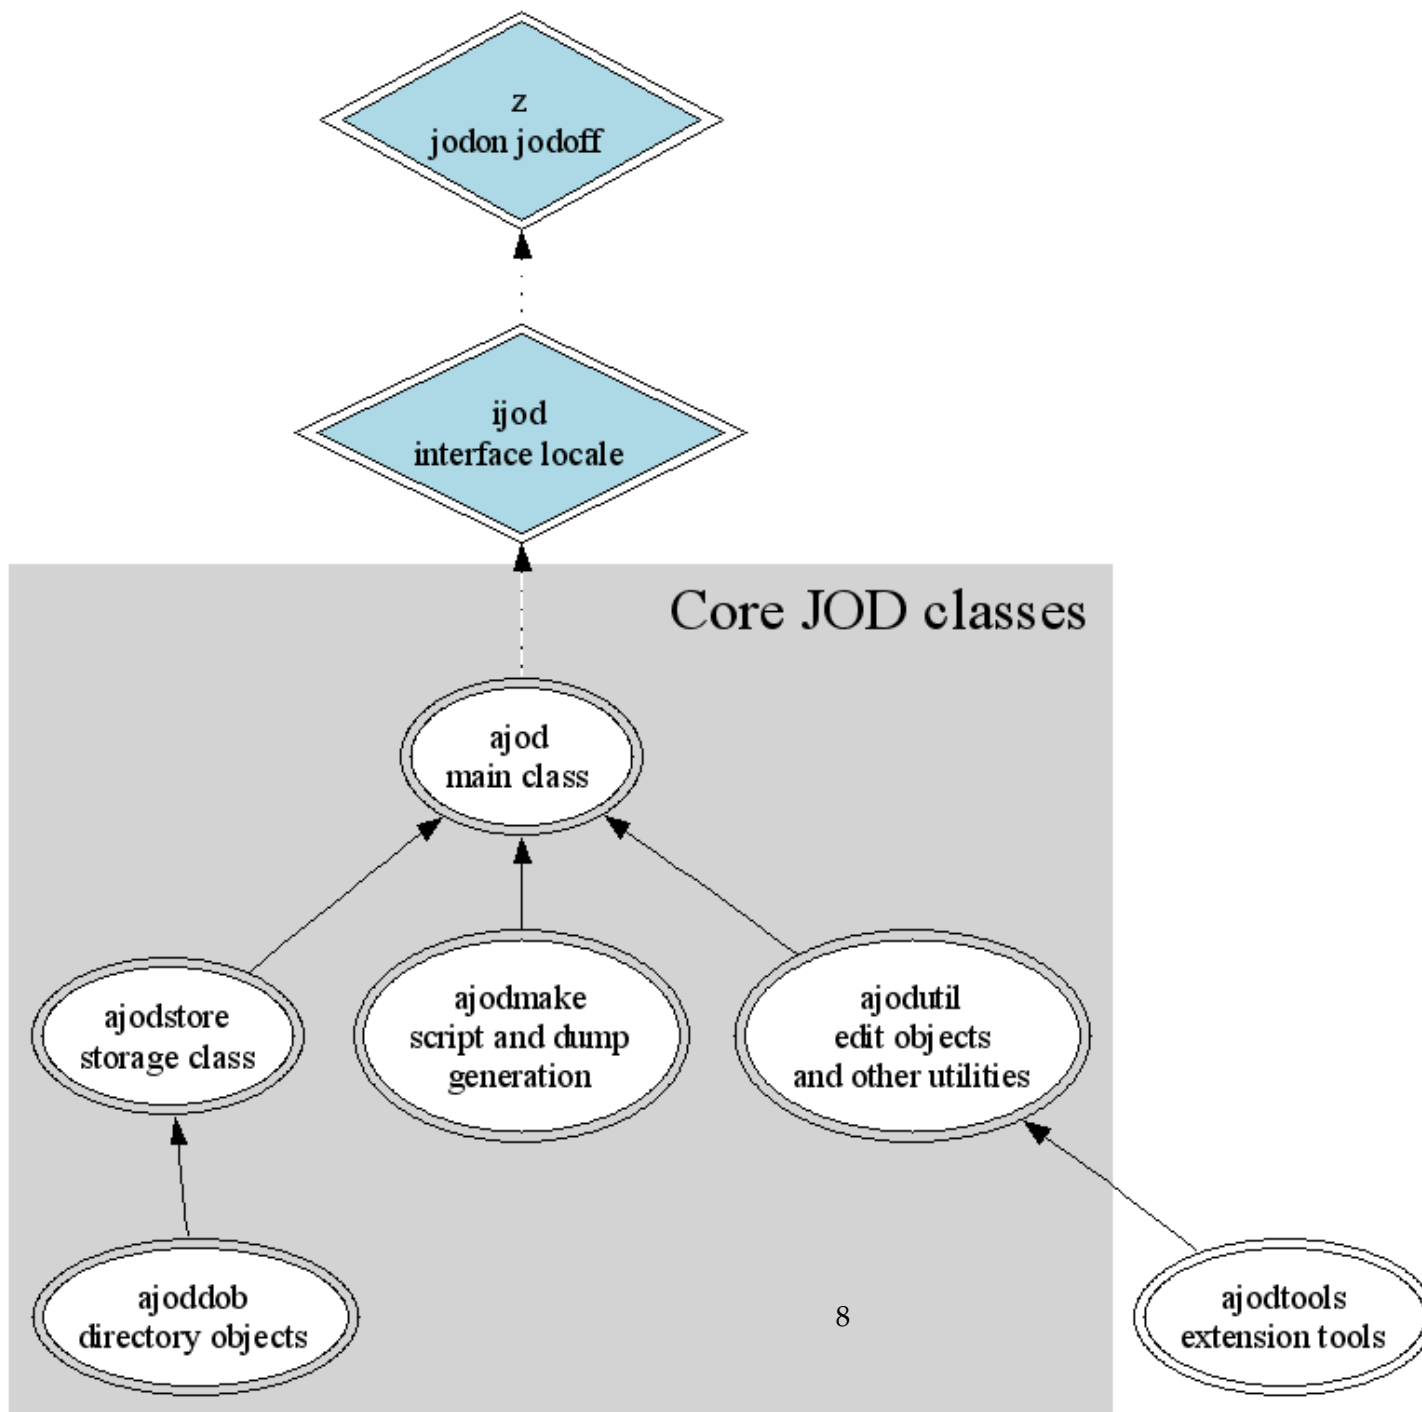 z
jodon jodoff
ijod
interface locale
Core JOD classes
ajod
main class
ajodstore
storage class
ajodmake
script and dump
generation
ajodutil
edit objects
and other utilities
ajoddob
directory objects
8
ajodtools
extension tools